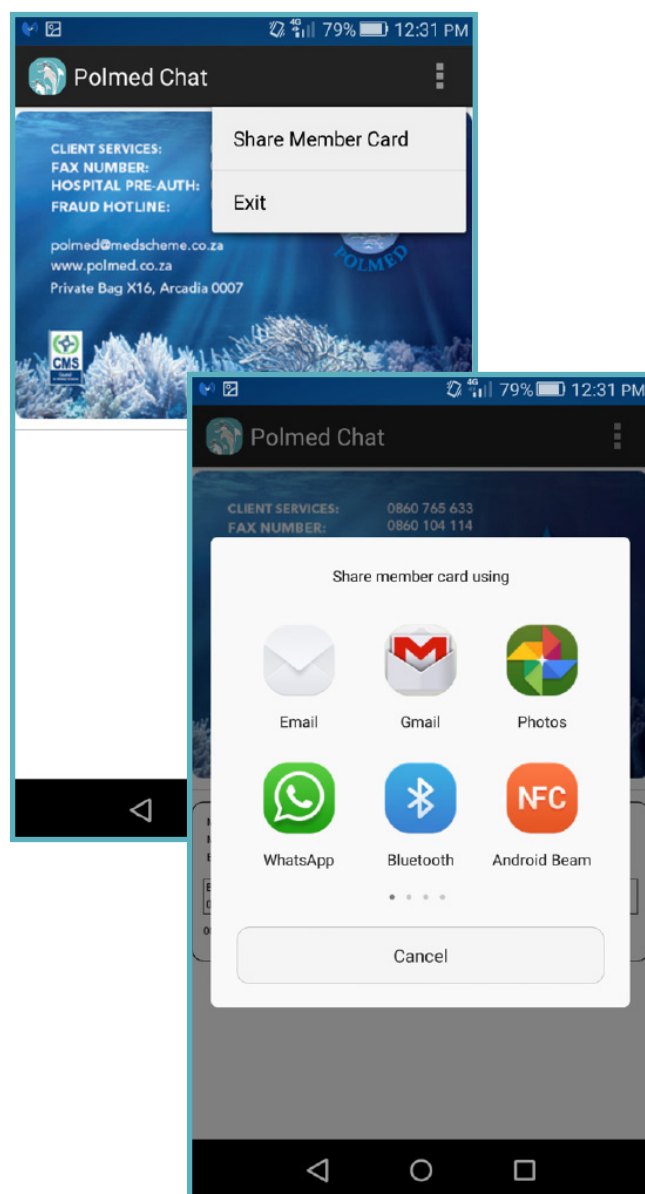 4G 79% 12:31 PM
Polmed Chat
Share Member Card
Exit
CLIENT SERVICES:
FAX NUMBER:
HOSPITAL PRE-AUTH:
FRAUD HOTLINE:
polmed@medscheme.co.za
www.polmed.co.za
Private Bag X16, Arcadia 0007
POLMED
CMS
4G 79% 12:31 PM
Polmed Chat
CLIENT SERVICES: 0860 765 633
FAX NUMBER: 0860 104 114
Share member card using
Email Gmail Photos
NFC
WhatsApp Bluetooth Android Beam
Cancel